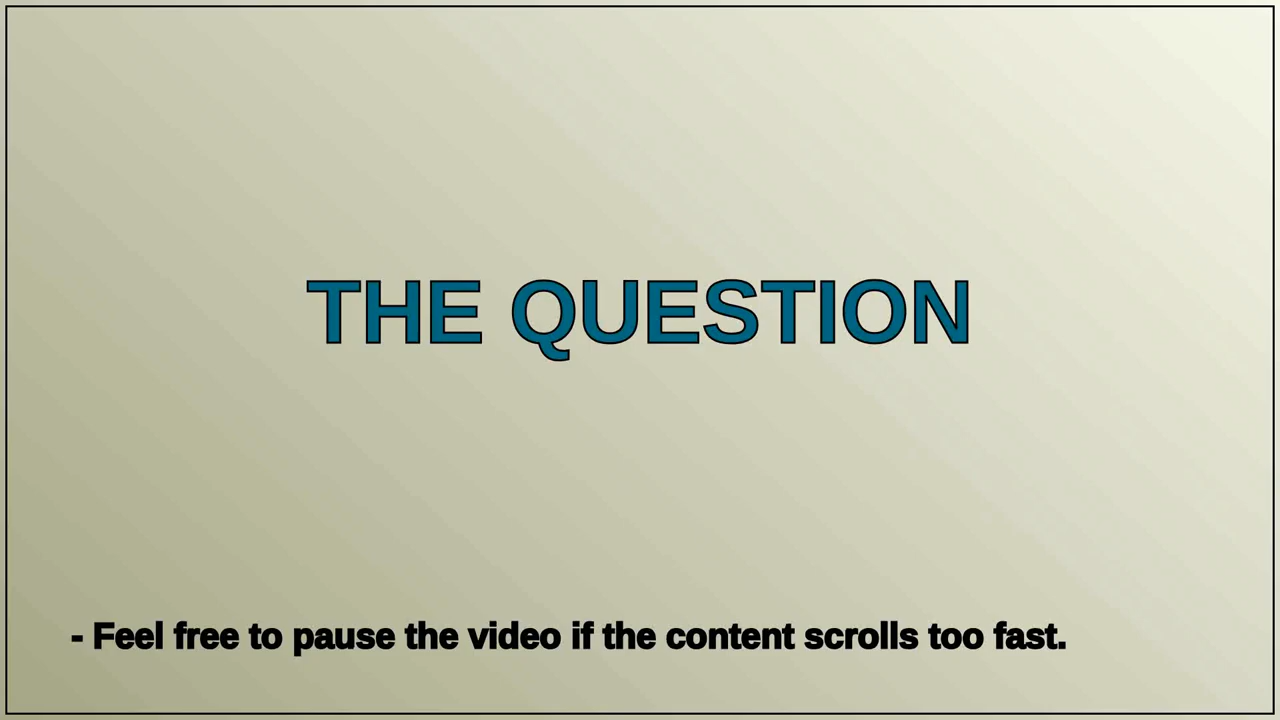 THE QUESTION
- Feel free to pause the video if the content scrolls too fast.